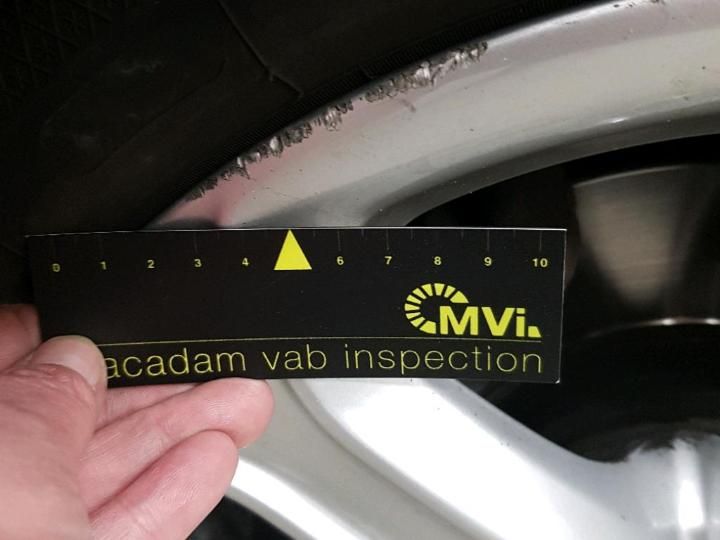 0 1 2 3 4 6 7 8 9 10
MVi.
acadam vab inspection